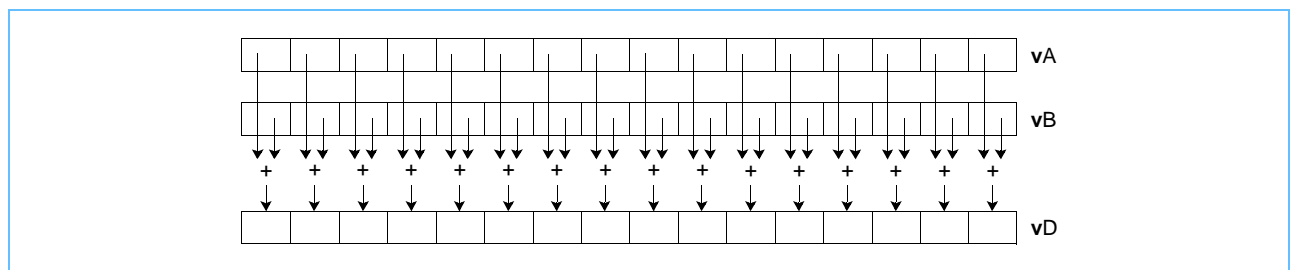 vA
vB
+ + + + + + + + + + + + + + + +
vD